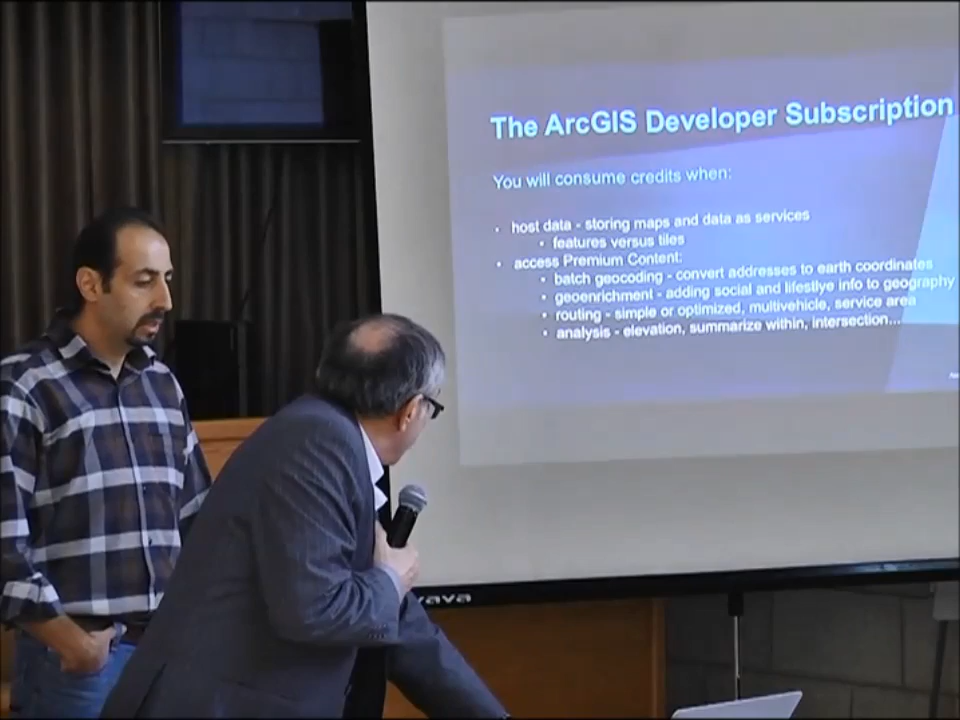 The ArcGIS Developer Subscription
You will consume credits when:
• host data - storing maps and data as services
• features versus tiles
• access Premium Content:
• batch geocoding - convert addresses to earth coordinates
• geoenrichment - adding social and lifestlye info to geography
• routing - simple or optimized, multivehicle, service area
• analysis - elevation, summarize within, intersection...